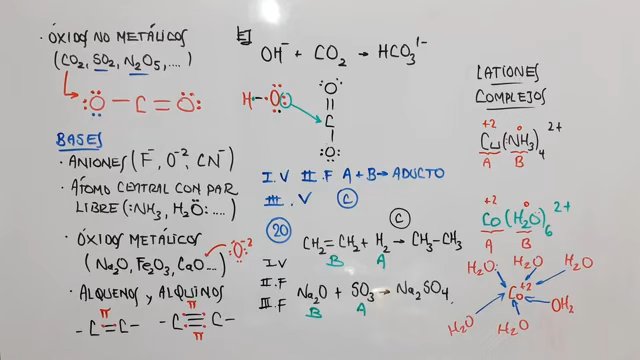 · ÓXIDOS NO METÁLICOS
(CO2, SO2, N2O5, ....)
:Ö — C = Ö:
BASES
· ANIONES (F⁻, O⁻², CN⁻)
· ÁTOMO CENTRAL CON PAR
LIBRE (:NH3, H2Ö: ....)
· ÓXIDOS METÁLICOS
(Na2O, Fe2O3, CaO...)
:Ö:⁻²
· ALQUENOS y ALQUINOS
π
-C=C-
π
-C≡C-
π
E
OH⁻ + CO2 → HCO3¹⁻
H-Ö:
:O:
||
C
||
:O:
I.V II.F A + B → ADUCTO
III.V C
20
C
CH2=CH2 + H2 → CH3-CH3
B A
I.V
II.F
III.F
Na2O + SO3 → Na2SO4
B A
CATIONES
COMPLEJOS
+2 0
Cu(:NH3)4 2+
A B
+2 0
Co(H2O:)6 2+
A B
H2O: H2O H2O
Co+2
H2O H2O OH2